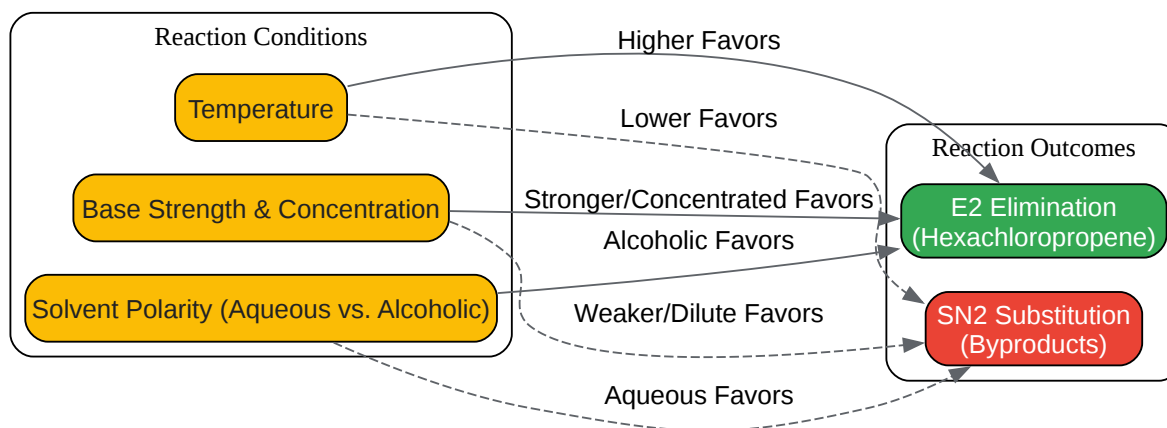 Reaction Conditions
Higher Favors
Temperature
Lower Favors
Reaction Outcomes
Base Strength & Concentration
Stronger/Concentrated Favors
E2 Elimination
(Hexachloropropene)
Alcoholic Favors
Solvent Polarity (Aqueous vs. Alcoholic)
Weaker/Dilute Favors
SN2 Substitution
(Byproducts)
Aqueous Favors